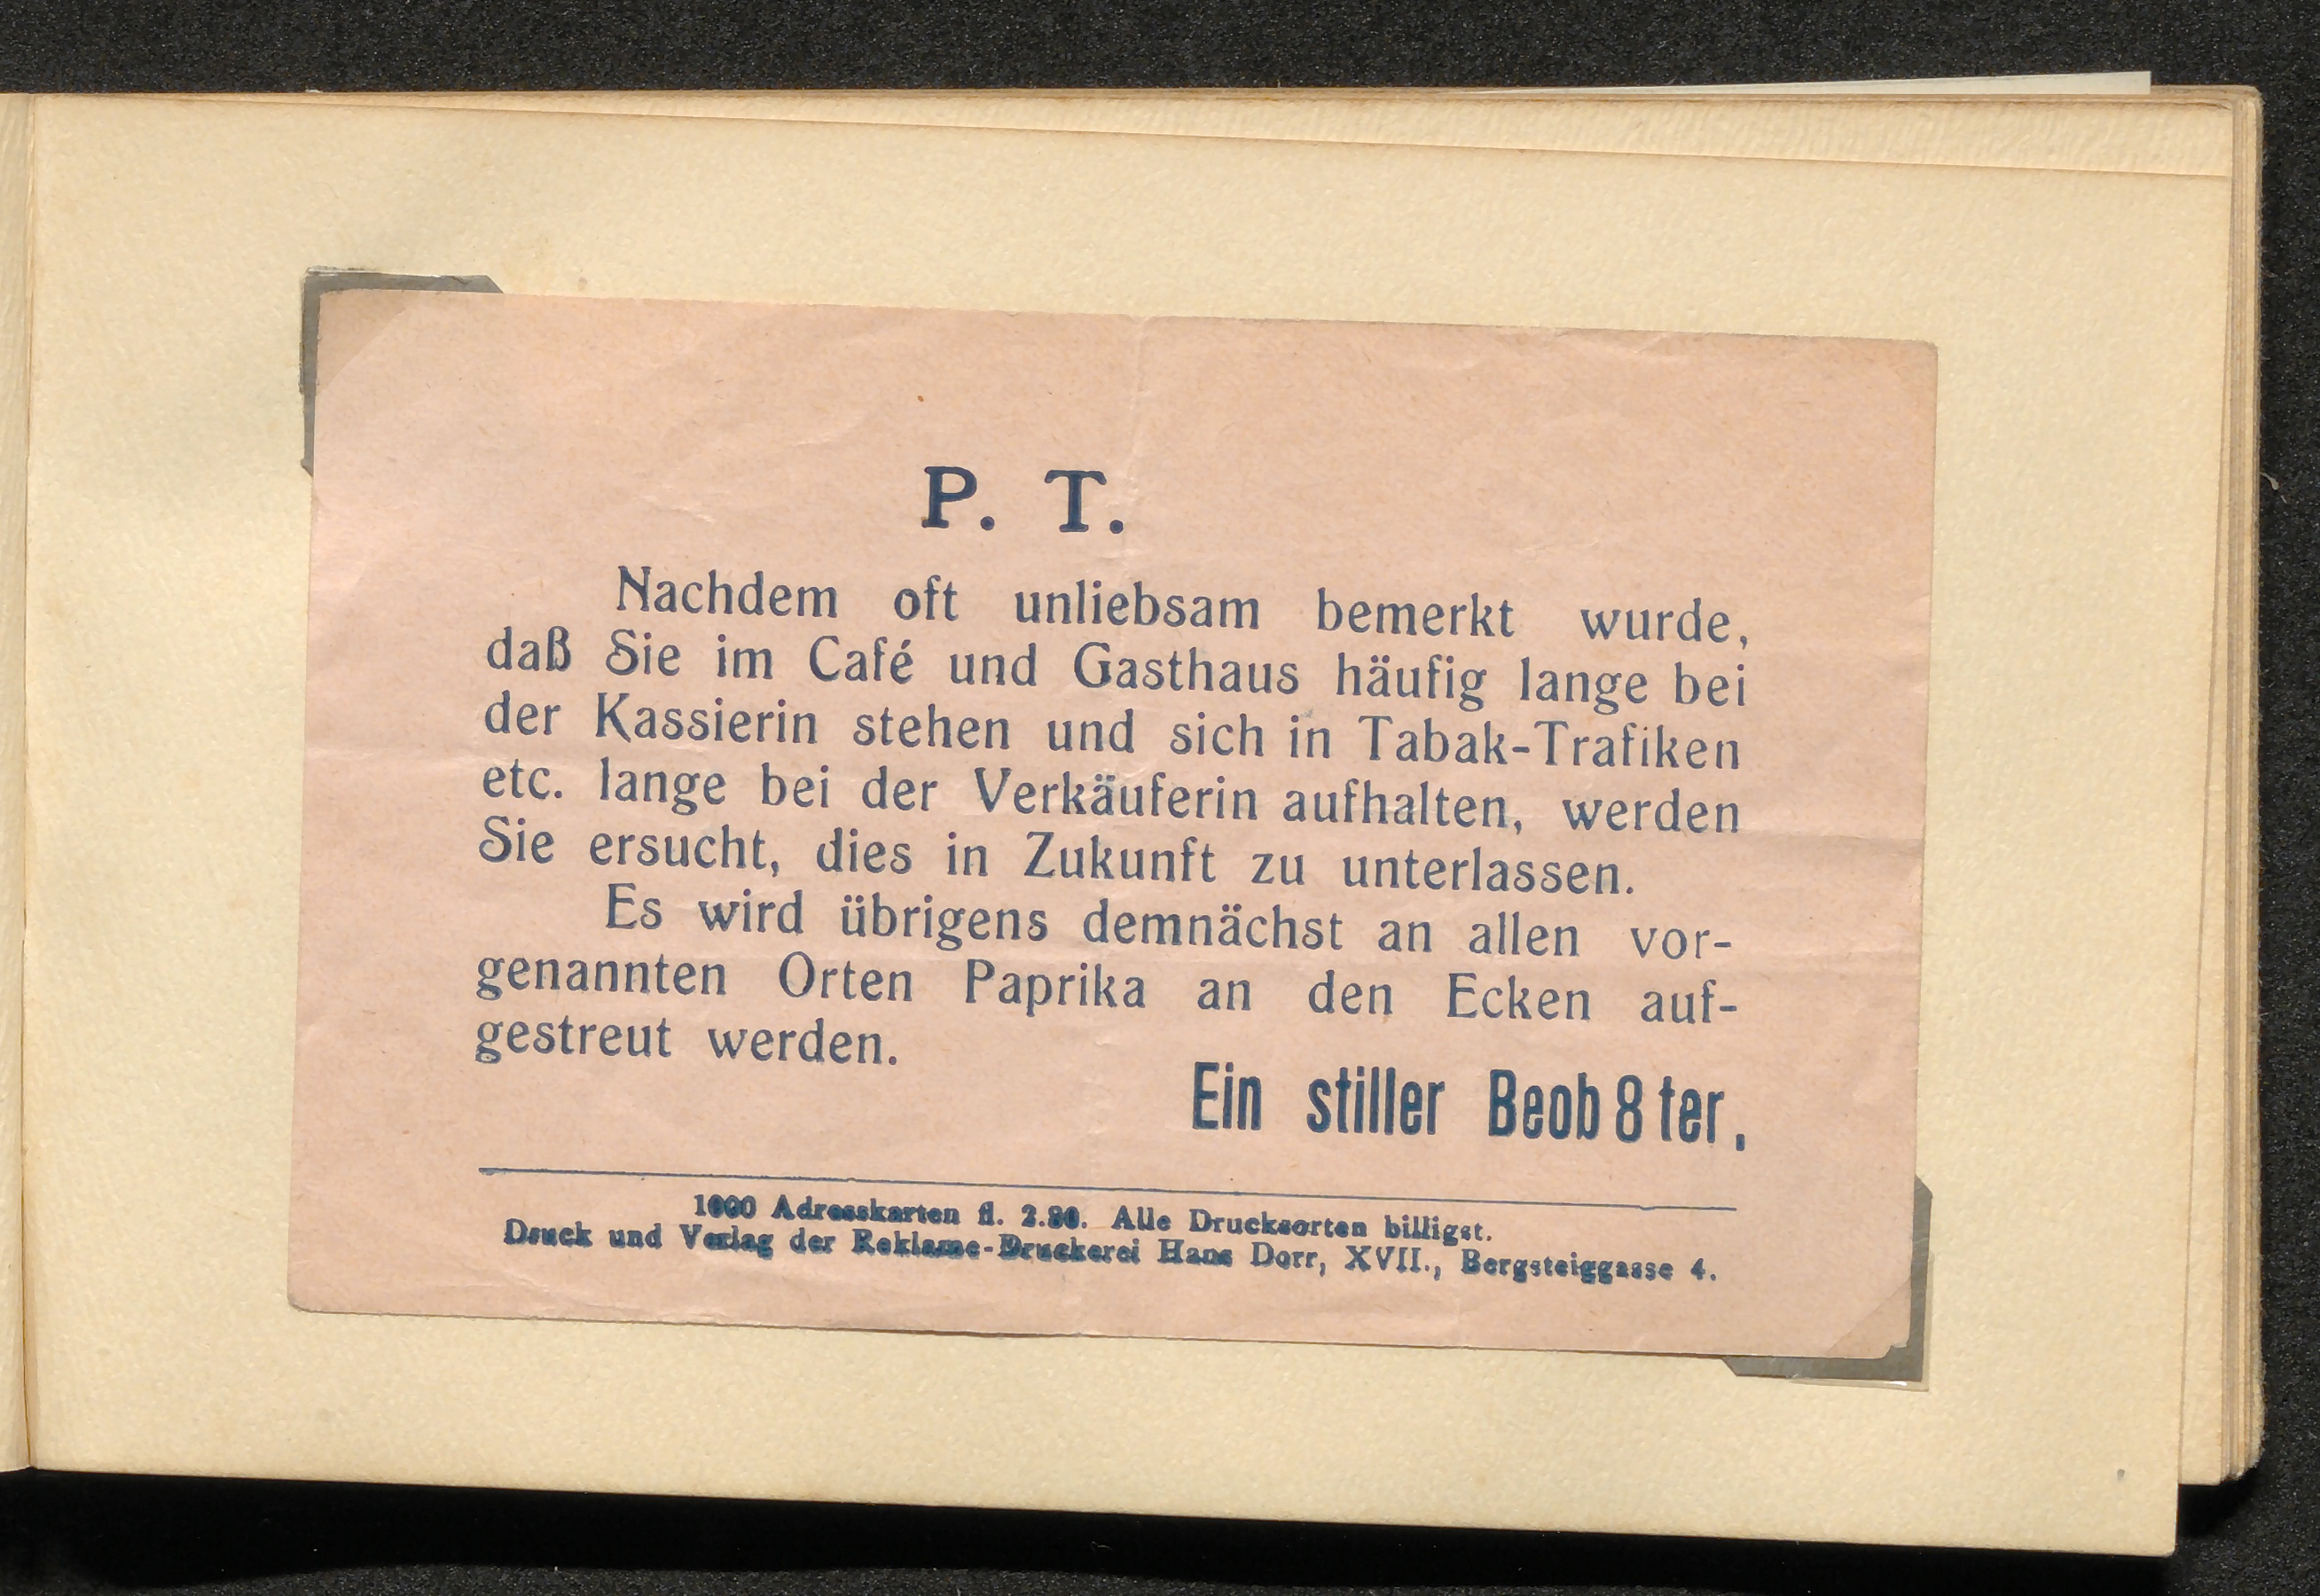 P. T.
Nachdem oft unliebsam bemerkt wurde,
daß Sie im Café und Gasthaus häufig lange bei
der Kassierin stehen und sich in Tabak-Trafiken
etc. lange bei der Verkäuferin aufhalten, werden
Sie ersucht, dies in Zukunft zu unterlassen.
Es wird übrigens demnächst an allen vor-
genannten Orten Paprika an den Ecken auf-
gestreut werden.
Ein stiller Beob8ter.
1000 Adresskarten fl. 2.80. Alle Drucksorten billigst.
Druck und Verlag der Reklame-Druckerei Hans Dorr, XVII., Bergsteiggasse 4.